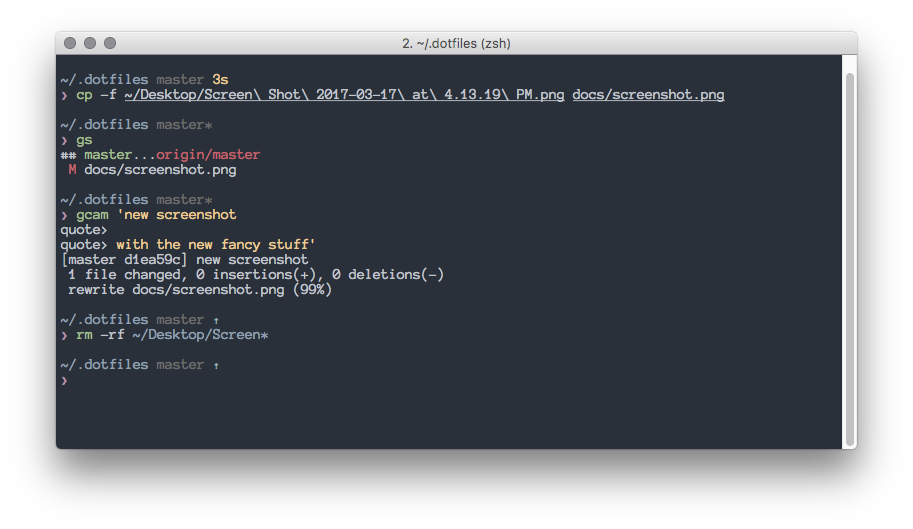 2. ~/.dotfiles (zsh)
~/.dotfiles master 3s
❯ cp -f ~/Desktop/Screen\ Shot\ 2017-03-17\ at\ 4.13.19\ PM.png docs/screenshot.png
~/.dotfiles master*
❯ gs
## master...origin/master
 M docs/screenshot.png
~/.dotfiles master*
❯ gcam 'new screenshot
quote>
quote> with the new fancy stuff'
[master d1ea59c] new screenshot
 1 file changed, 0 insertions(+), 0 deletions(-)
 rewrite docs/screenshot.png (99%)
~/.dotfiles master ↑
❯ rm -rf ~/Desktop/Screen*
~/.dotfiles master ↑
❯